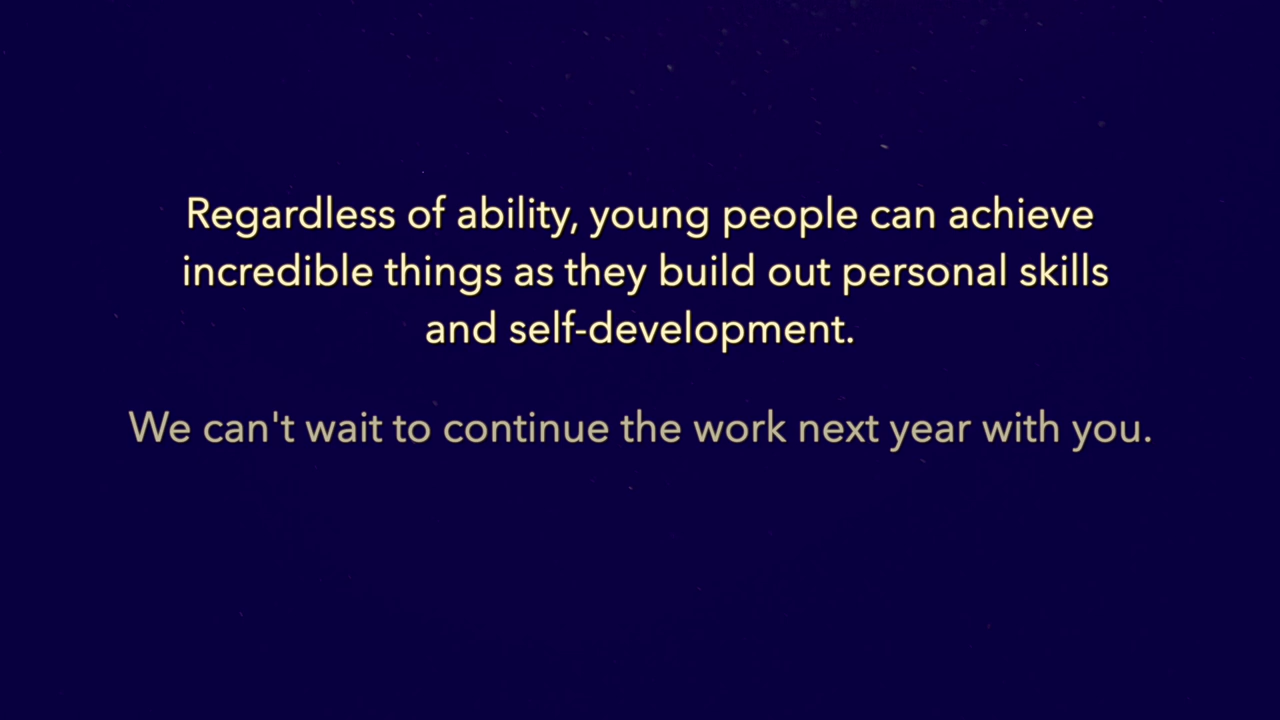 Regardless of ability, young people can achieve
incredible things as they build out personal skills
and self-development.
We can't wait to continue the work next year with you.